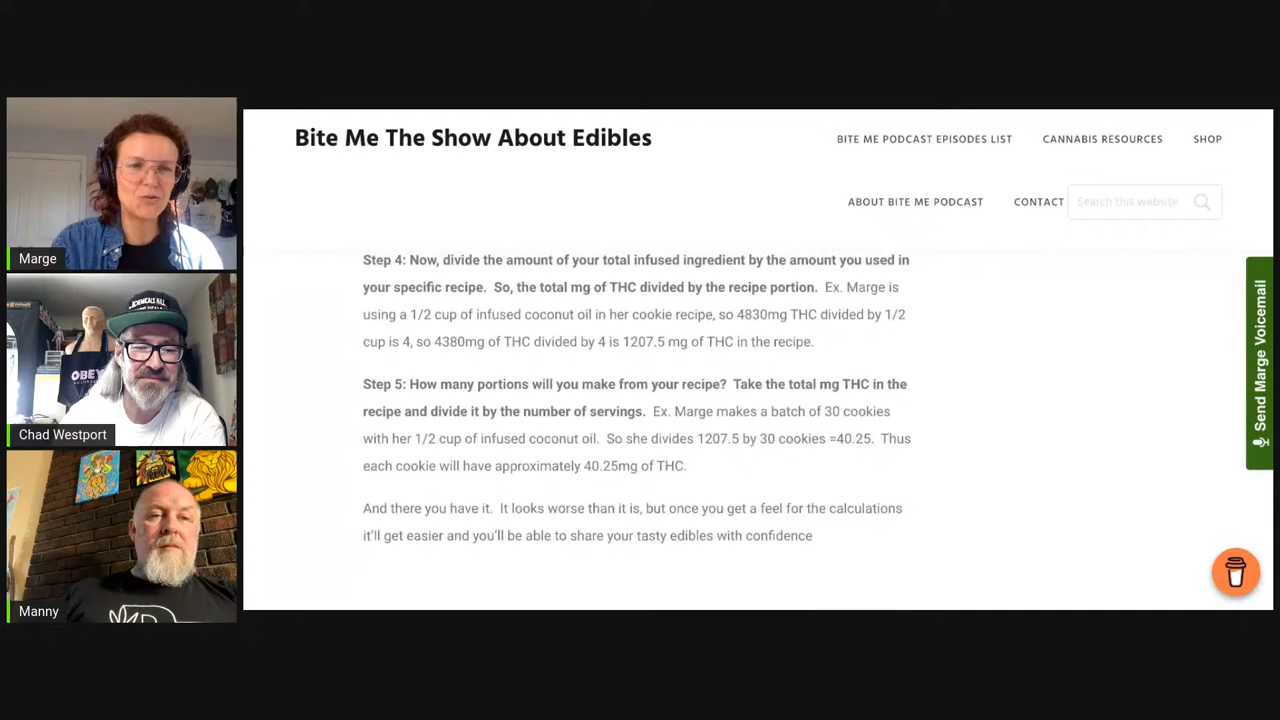 Bite Me The Show About Edibles
BITE ME PODCAST EPISODES LIST CANNABIS RESOURCES SHOP
ABOUT BITE ME PODCAST CONTACT Search this website
Step 4: Now, divide the amount of your total infused ingredient by the amount you used in
your specific recipe. So, the total mg of THC divided by the recipe portion. Ex. Marge is
using a 1/2 cup of infused coconut oil in her cookie recipe, so 4830mg THC divided by 1/2
cup is 4, so 4380mg of THC divided by 4 is 1207.5 mg of THC in the recipe.
Step 5: How many portions will you make from your recipe? Take the total mg THC in the
recipe and divide it by the number of servings. Ex. Marge makes a batch of 30 cookies
with her 1/2 cup of infused coconut oil. So she divides 1207.5 by 30 cookies =40.25. Thus
each cookie will have approximately 40.25mg of THC.
And there you have it. It looks worse than it is, but once you get a feel for the calculations
it'll get easier and you'll be able to share your tasty edibles with confidence
Send Marge Voicemail
Marge
CHEMICALS KILL
OBEY
Chad Westport
Manny